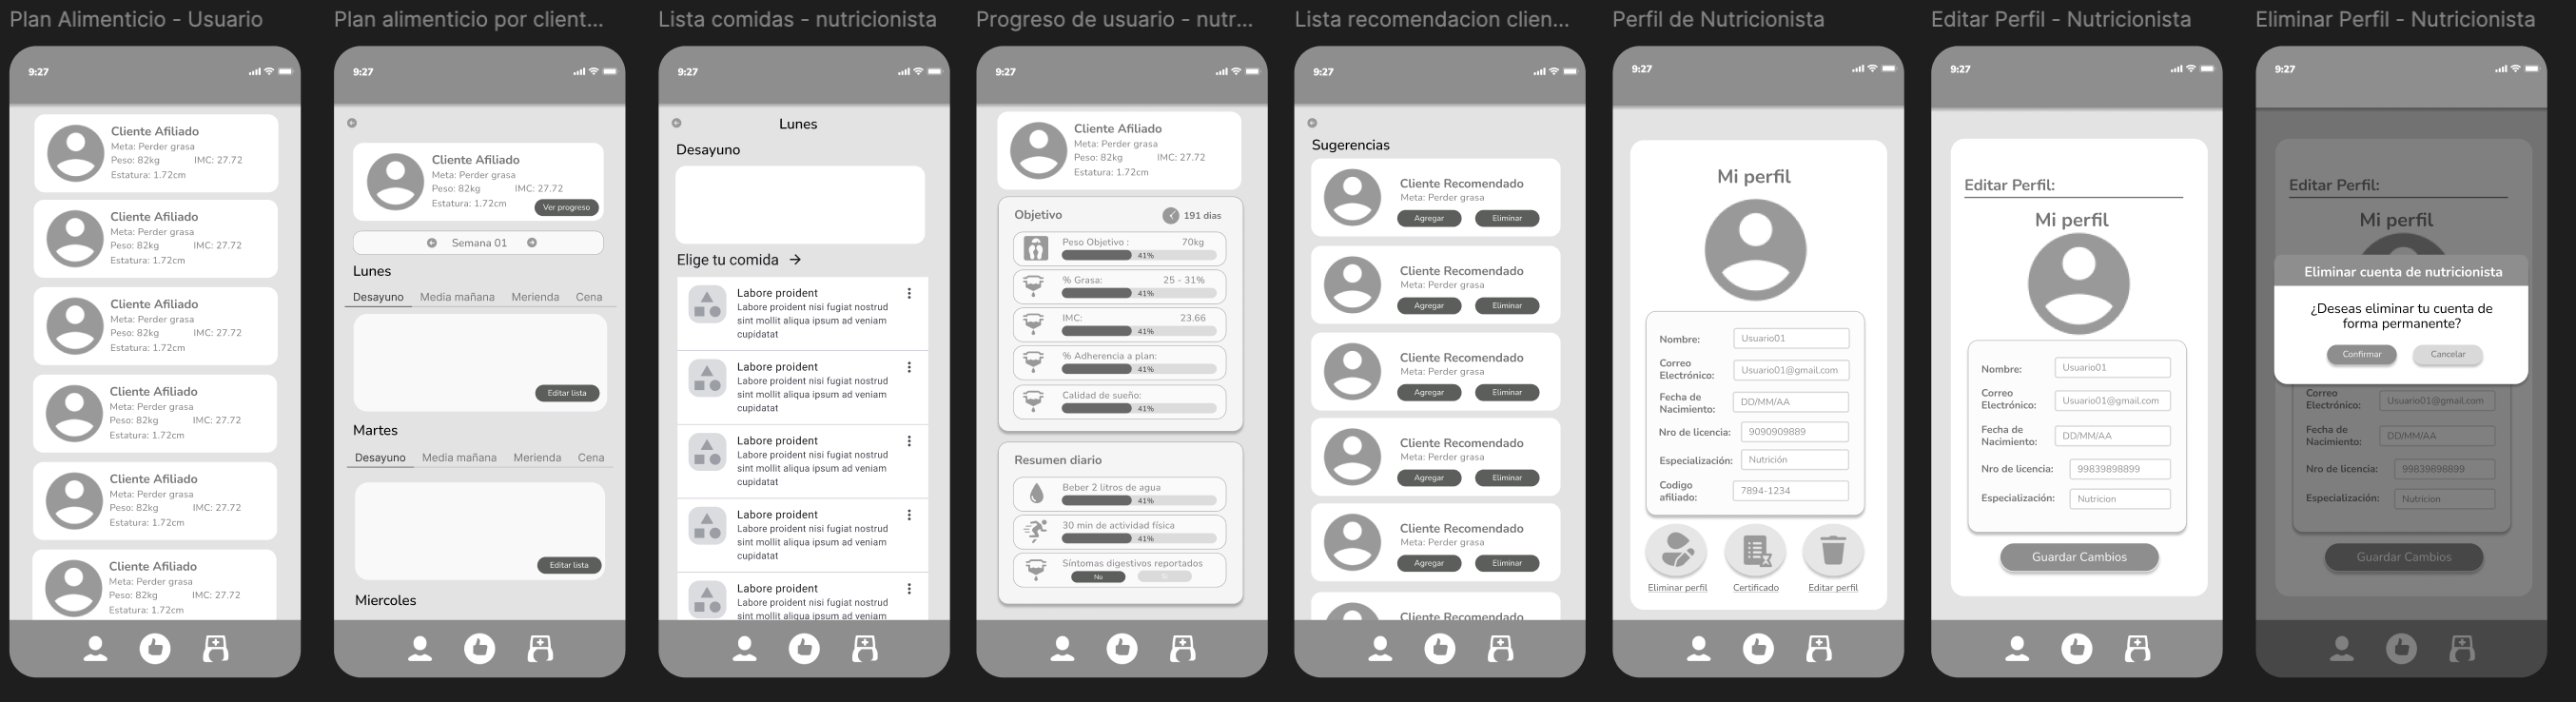 Plan Alimenticio - Usuario
9:27
Cliente Afiliado
Meta: Perder grasa
Peso: 82kg IMC: 27.72
Estatura: 1.72cm
Cliente Afiliado
Meta: Perder grasa
Peso: 82kg IMC: 27.72
Estatura: 1.72cm
Cliente Afiliado
Meta: Perder grasa
Peso: 82kg IMC: 27.72
Estatura: 1.72cm
Cliente Afiliado
Meta: Perder grasa
Peso: 82kg IMC: 27.72
Estatura: 1.72cm
Cliente Afiliado
Meta: Perder grasa
Peso: 82kg IMC: 27.72
Estatura: 1.72cm
Cliente Afiliado
Meta: Perder grasa
Peso: 82kg IMC: 27.72
Estatura: 1.72cm
Plan alimenticio por client...
9:27
Cliente Afiliado
Meta: Perder grasa
Peso: 82kg IMC: 27.72
Estatura: 1.72cm
Ver progreso
Semana 01
Lunes
Desayuno Media mañana Merienda Cena
Editar lista
Martes
Desayuno Media mañana Merienda Cena
Editar lista
Miercoles
Lista comidas - nutricionista
9:27
Lunes
Desayuno
Elige tu comida →
Labore proident
Labore proident nisi fugiat nostrud
sint mollit aliqua ipsum ad veniam
cupidatat
Labore proident
Labore proident nisi fugiat nostrud
sint mollit aliqua ipsum ad veniam
cupidatat
Labore proident
Labore proident nisi fugiat nostrud
sint mollit aliqua ipsum ad veniam
cupidatat
Labore proident
Labore proident nisi fugiat nostrud
sint mollit aliqua ipsum ad veniam
cupidatat
Labore proident
Labore proident nisi fugiat nostrud
sint mollit aliqua ipsum ad veniam
Progreso de usuario - nutr...
9:27
Cliente Afiliado
Meta: Perder grasa
Peso: 82kg IMC: 27.72
Estatura: 1.72cm
Objetivo 191 dias
Peso Objetivo : 70kg
41%
% Grasa: 25 - 31%
41%
IMC: 23.66
41%
% Adherencia a plan:
41%
Calidad de sueño:
41%
Resumen diario
Beber 2 litros de agua
41%
30 min de actividad física
41%
Síntomas digestivos reportados
No
Lista recomendacion clien...
9:27
Sugerencias
Cliente Recomendado
Meta: Perder grasa
Agregar Eliminar
Cliente Recomendado
Meta: Perder grasa
Agregar Eliminar
Cliente Recomendado
Meta: Perder grasa
Agregar Eliminar
Cliente Recomendado
Meta: Perder grasa
Agregar Eliminar
Cliente Recomendado
Meta: Perder grasa
Agregar Eliminar
Cliente Recomendado
Perfil de Nutricionista
9:27
Mi perfil
Nombre: Usuario01
Correo
Electrónico: Usuario01@gmail.com
Fecha de
Nacimiento: DD/MM/AA
Nro de licencia: 9090909889
Especialización: Nutrición
Codigo
afiliado: 7894-1234
Eliminar perfil Certificado Editar perfil
Editar Perfil - Nutricionista
9:27
Editar Perfil:
Mi perfil
Nombre: Usuario01
Correo
Electrónico: Usuario01@gmail.com
Fecha de
Nacimiento: DD/MM/AA
Nro de licencia: 99839898899
Especialización: Nutricion
Guardar Cambios
Eliminar Perfil - Nutricionista
9:27
Editar Perfil:
Mi perfil
Eliminar cuenta de nutricionista
¿Deseas eliminar tu cuenta de
forma permanente?
Confirmar Cancelar
Correo
Electrónico: Usuario01@gmail.com
Fecha de
Nacimiento: DD/MM/AA
Nro de licencia: 99839898899
Especialización: Nutricion
Guardar Cambios